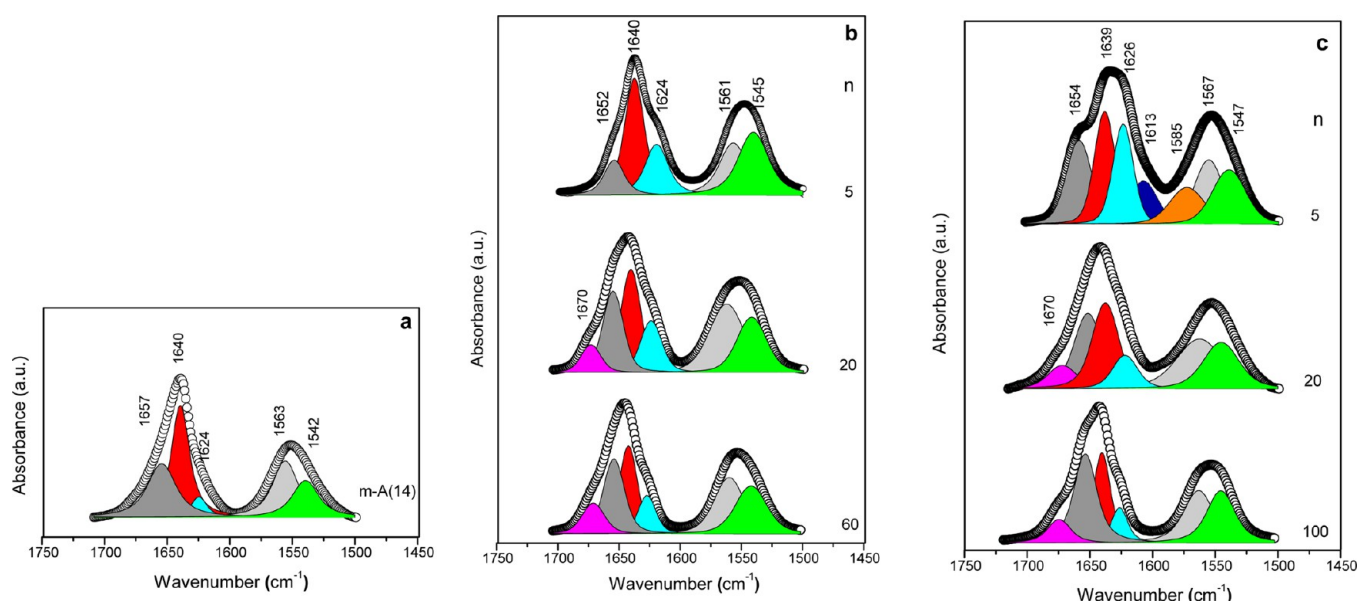 a
Absorbance (a.u.)
1657
1640
1624
1563
1542
m-A(14)
1750 1700 1650 1600 1550 1500 1450
Wavenumber (cm⁻¹)
b
n
Absorbance (a.u.)
1652
1640
1624
1561
1545
5
1670
20
60
1750 1700 1650 1600 1550 1500 1450
Wavenumber (cm⁻¹)
c
n
Absorbance (a.u.)
1654
1639
1626
1613
1585
1567
1547
5
1670
20
100
1750 1700 1650 1600 1550 1500 1450
Wavenumber (cm⁻¹)